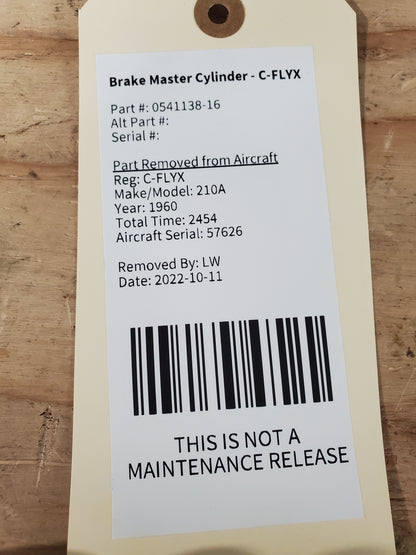 Brake Master Cylinder - C-FLYX
Part #: 0541138-16
Alt Part #:
Serial #:
Part Removed from Aircraft
Reg: C-FLYX
Make/Model: 210A
Year: 1960
Total Time: 2454
Aircraft Serial: 57626
Removed By: LW
Date: 2022-10-11
THIS IS NOT A
MAINTENANCE RELEASE